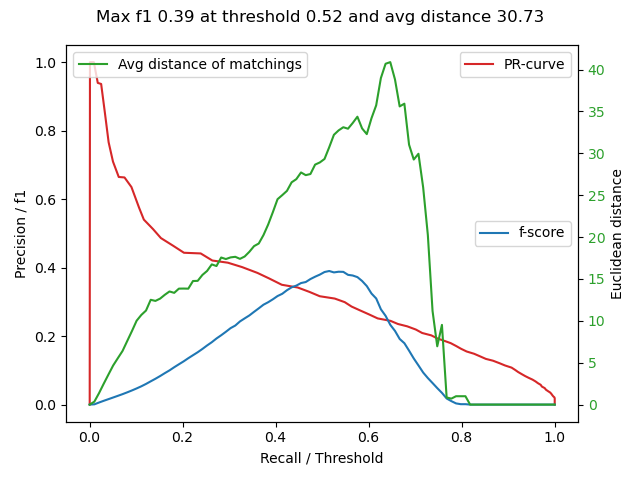 Max f1 0.39 at threshold 0.52 and avg distance 30.73
Avg distance of matchings
PR-curve
f-score
Precision / f1
1.0
0.8
0.6
0.4
0.2
0.0
0.0 0.2 0.4 0.6 0.8 1.0
Recall / Threshold
40
35
30
25
20
15
10
5
0
Euclidean distance